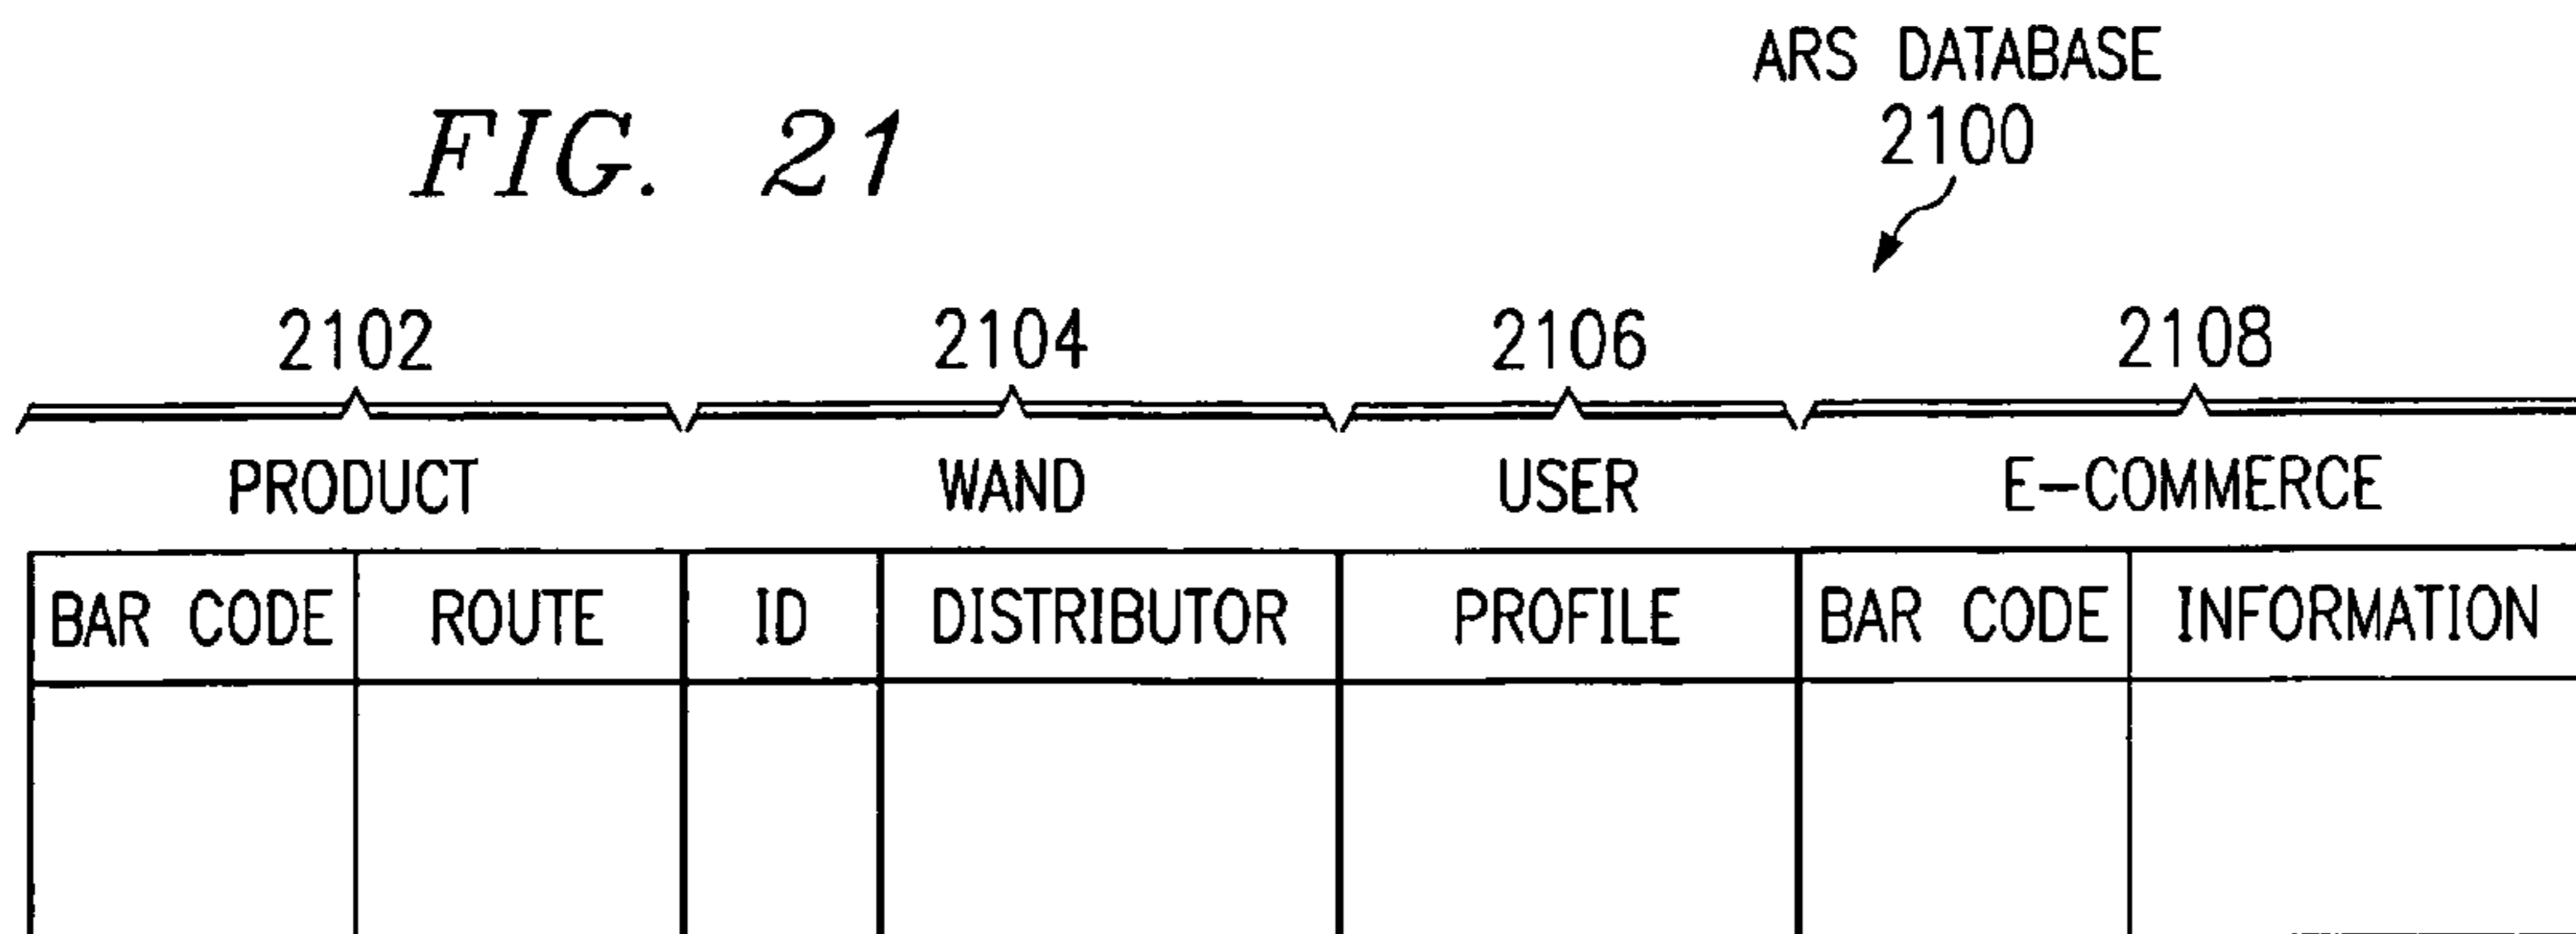 FIG. 21
ARS DATABASE
2100
2102 2104 2106 2108
PRODUCT WAND USER E-COMMERCE
BAR CODE ROUTE ID DISTRIBUTOR PROFILE BAR CODE INFORMATION